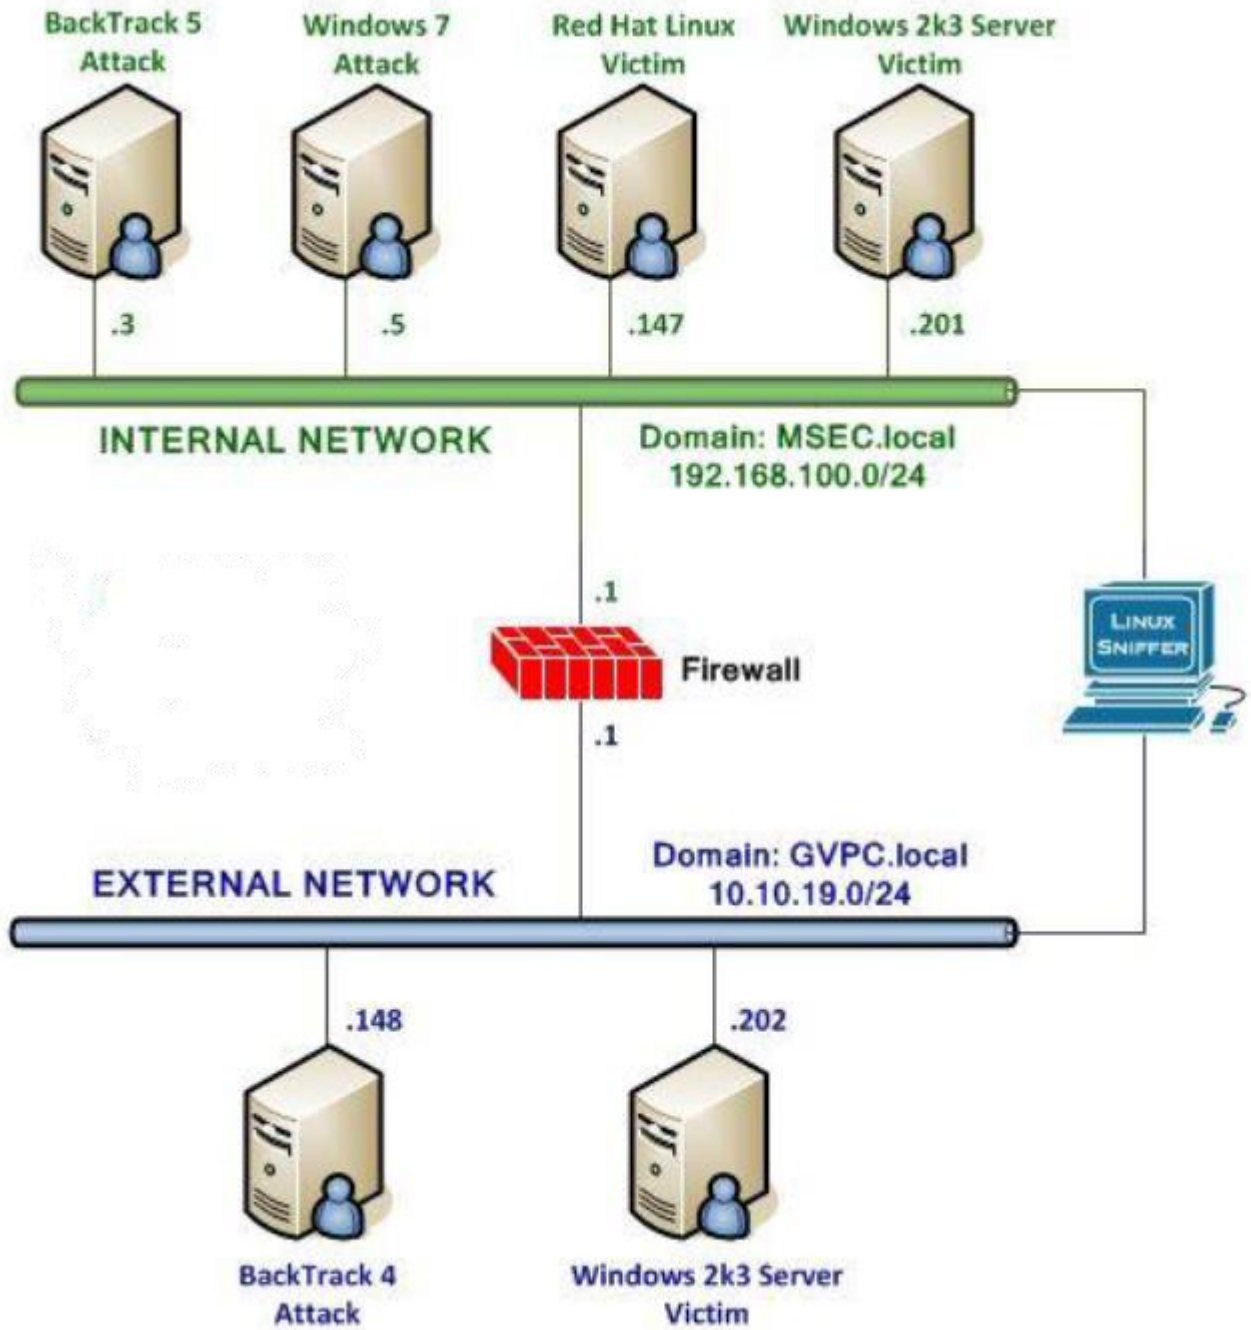 BackTrack 5
Attack
Windows 7
Attack
Red Hat Linux
Victim
Windows 2k3 Server
Victim
.3
.5
.147
.201
INTERNAL NETWORK
Domain: MSEC.local
192.168.100.0/24
.1
Firewall
LINUX
SNIFFER
.1
EXTERNAL NETWORK
Domain: GVPC.local
10.10.19.0/24
.148
.202
BackTrack 4
Attack
Windows 2k3 Server
Victim